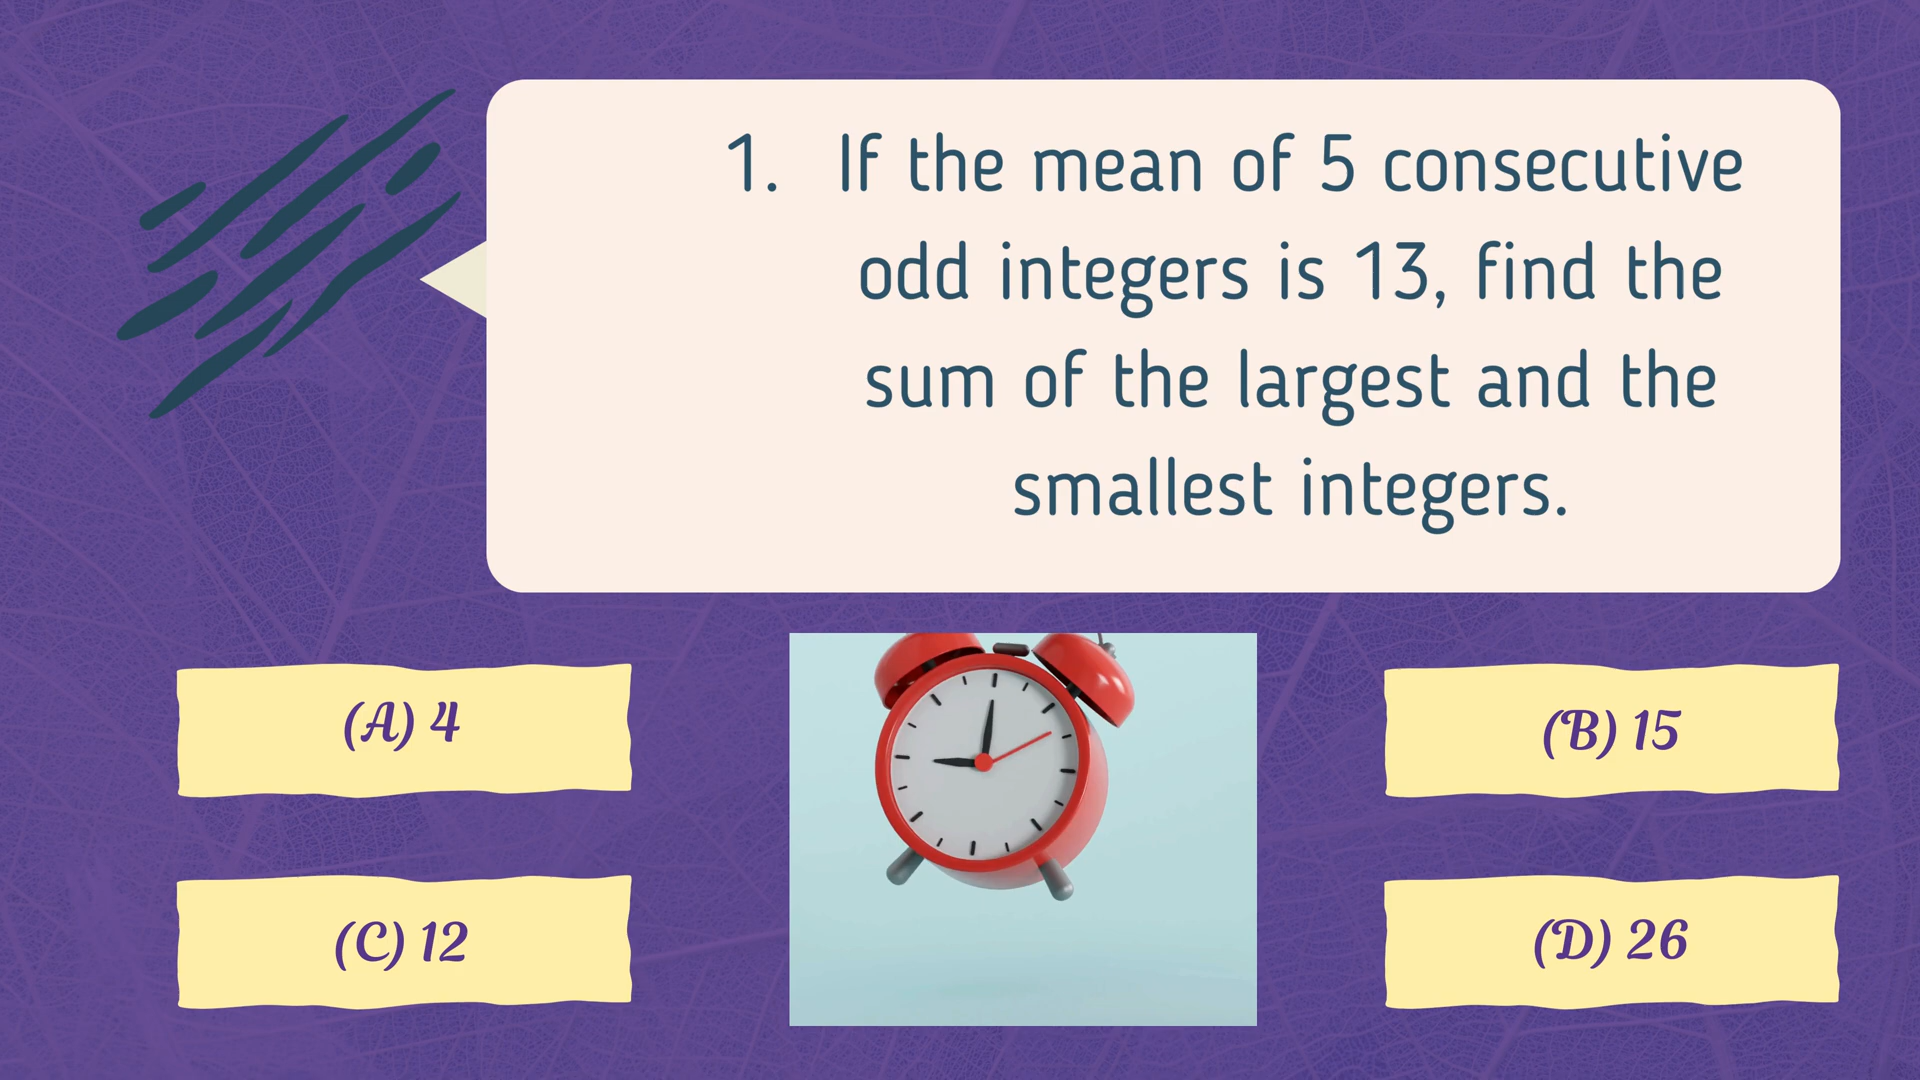 1. If the mean of 5 consecutive
odd integers is 13, find the
sum of the largest and the
smallest integers.
(A) 4
(B) 15
(C) 12
(D) 26